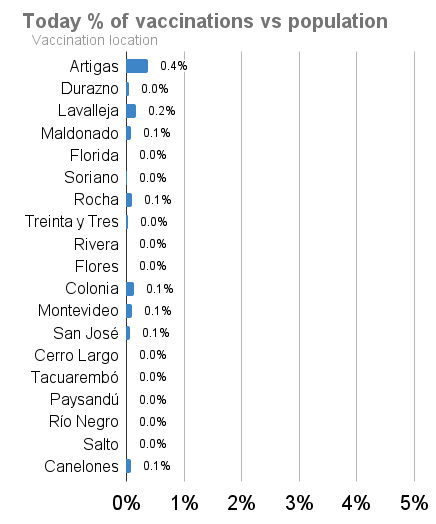 Today % of vaccinations vs population
Vaccination location
Artigas 0.4%
Durazno 0.0%
Lavalleja 0.2%
Maldonado 0.1%
Florida 0.0%
Soriano 0.0%
Rocha 0.1%
Treinta y Tres 0.0%
Rivera 0.0%
Flores 0.0%
Colonia 0.1%
Montevideo 0.1%
San José 0.1%
Cerro Largo 0.0%
Tacuarembó 0.0%
Paysandú 0.0%
Río Negro 0.0%
Salto 0.0%
Canelones 0.1%
0% 1% 2% 3% 4% 5%